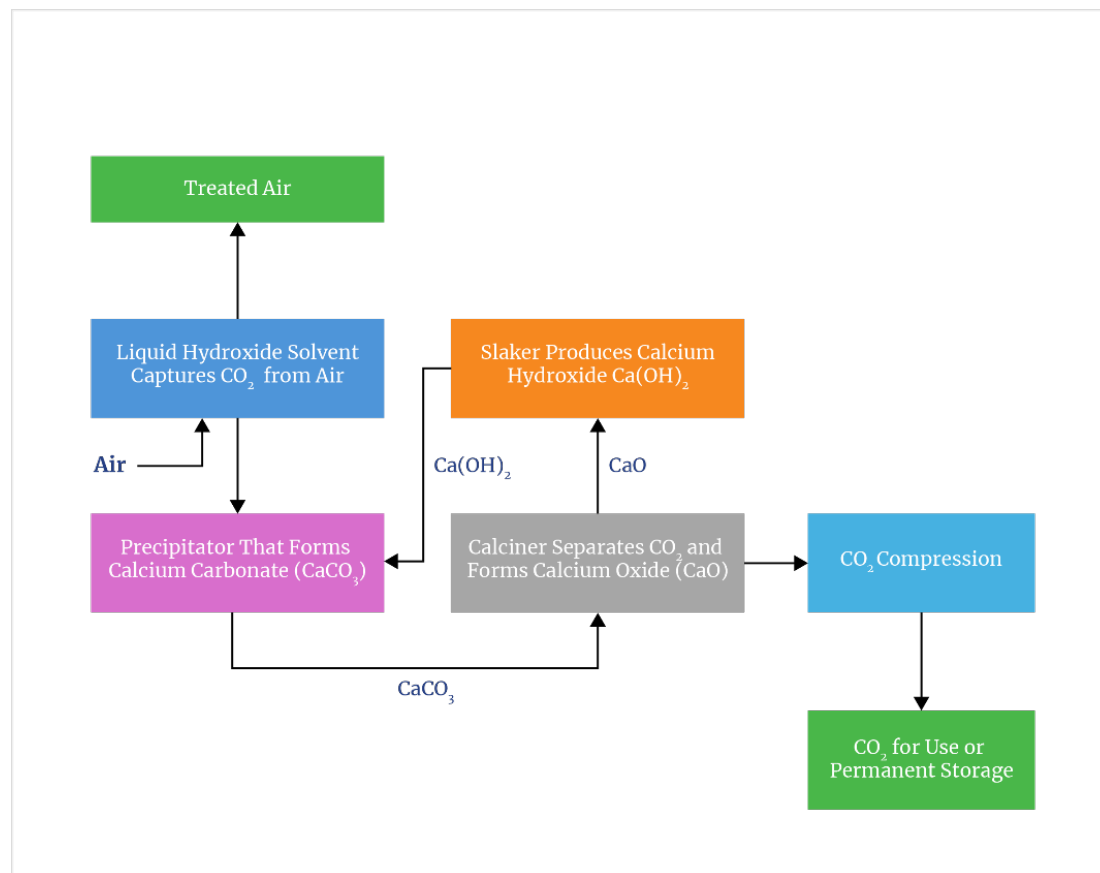 Treated Air
Liquid Hydroxide Solvent
Captures CO₂ from Air
Slaker Produces Calcium
Hydroxide Ca(OH)₂
Air
Ca(OH)₂
CaO
Precipitator That Forms
Calcium Carbonate (CaCO₃)
Calciner Separates CO₂ and
Forms Calcium Oxide (CaO)
CO₂ Compression
CaCO₃
CO₂ for Use or
Permanent Storage